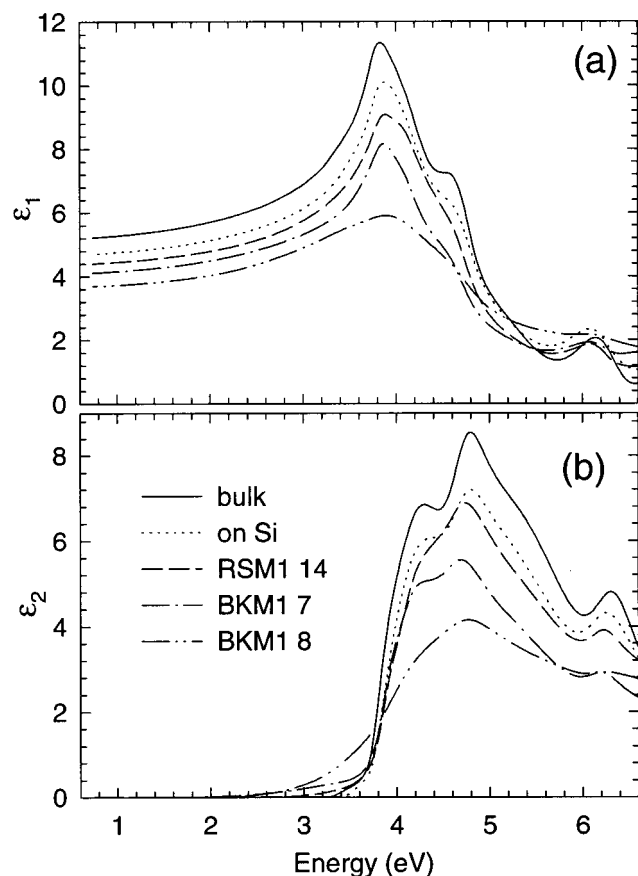 12
(a)
10
8
ε1
6
4
2
0
8
(b)
bulk
6
on Si
RSM1 14
ε2
4
BKM1 7
BKM1 8
2
0
1 2 3 4 5 6
Energy (eV)